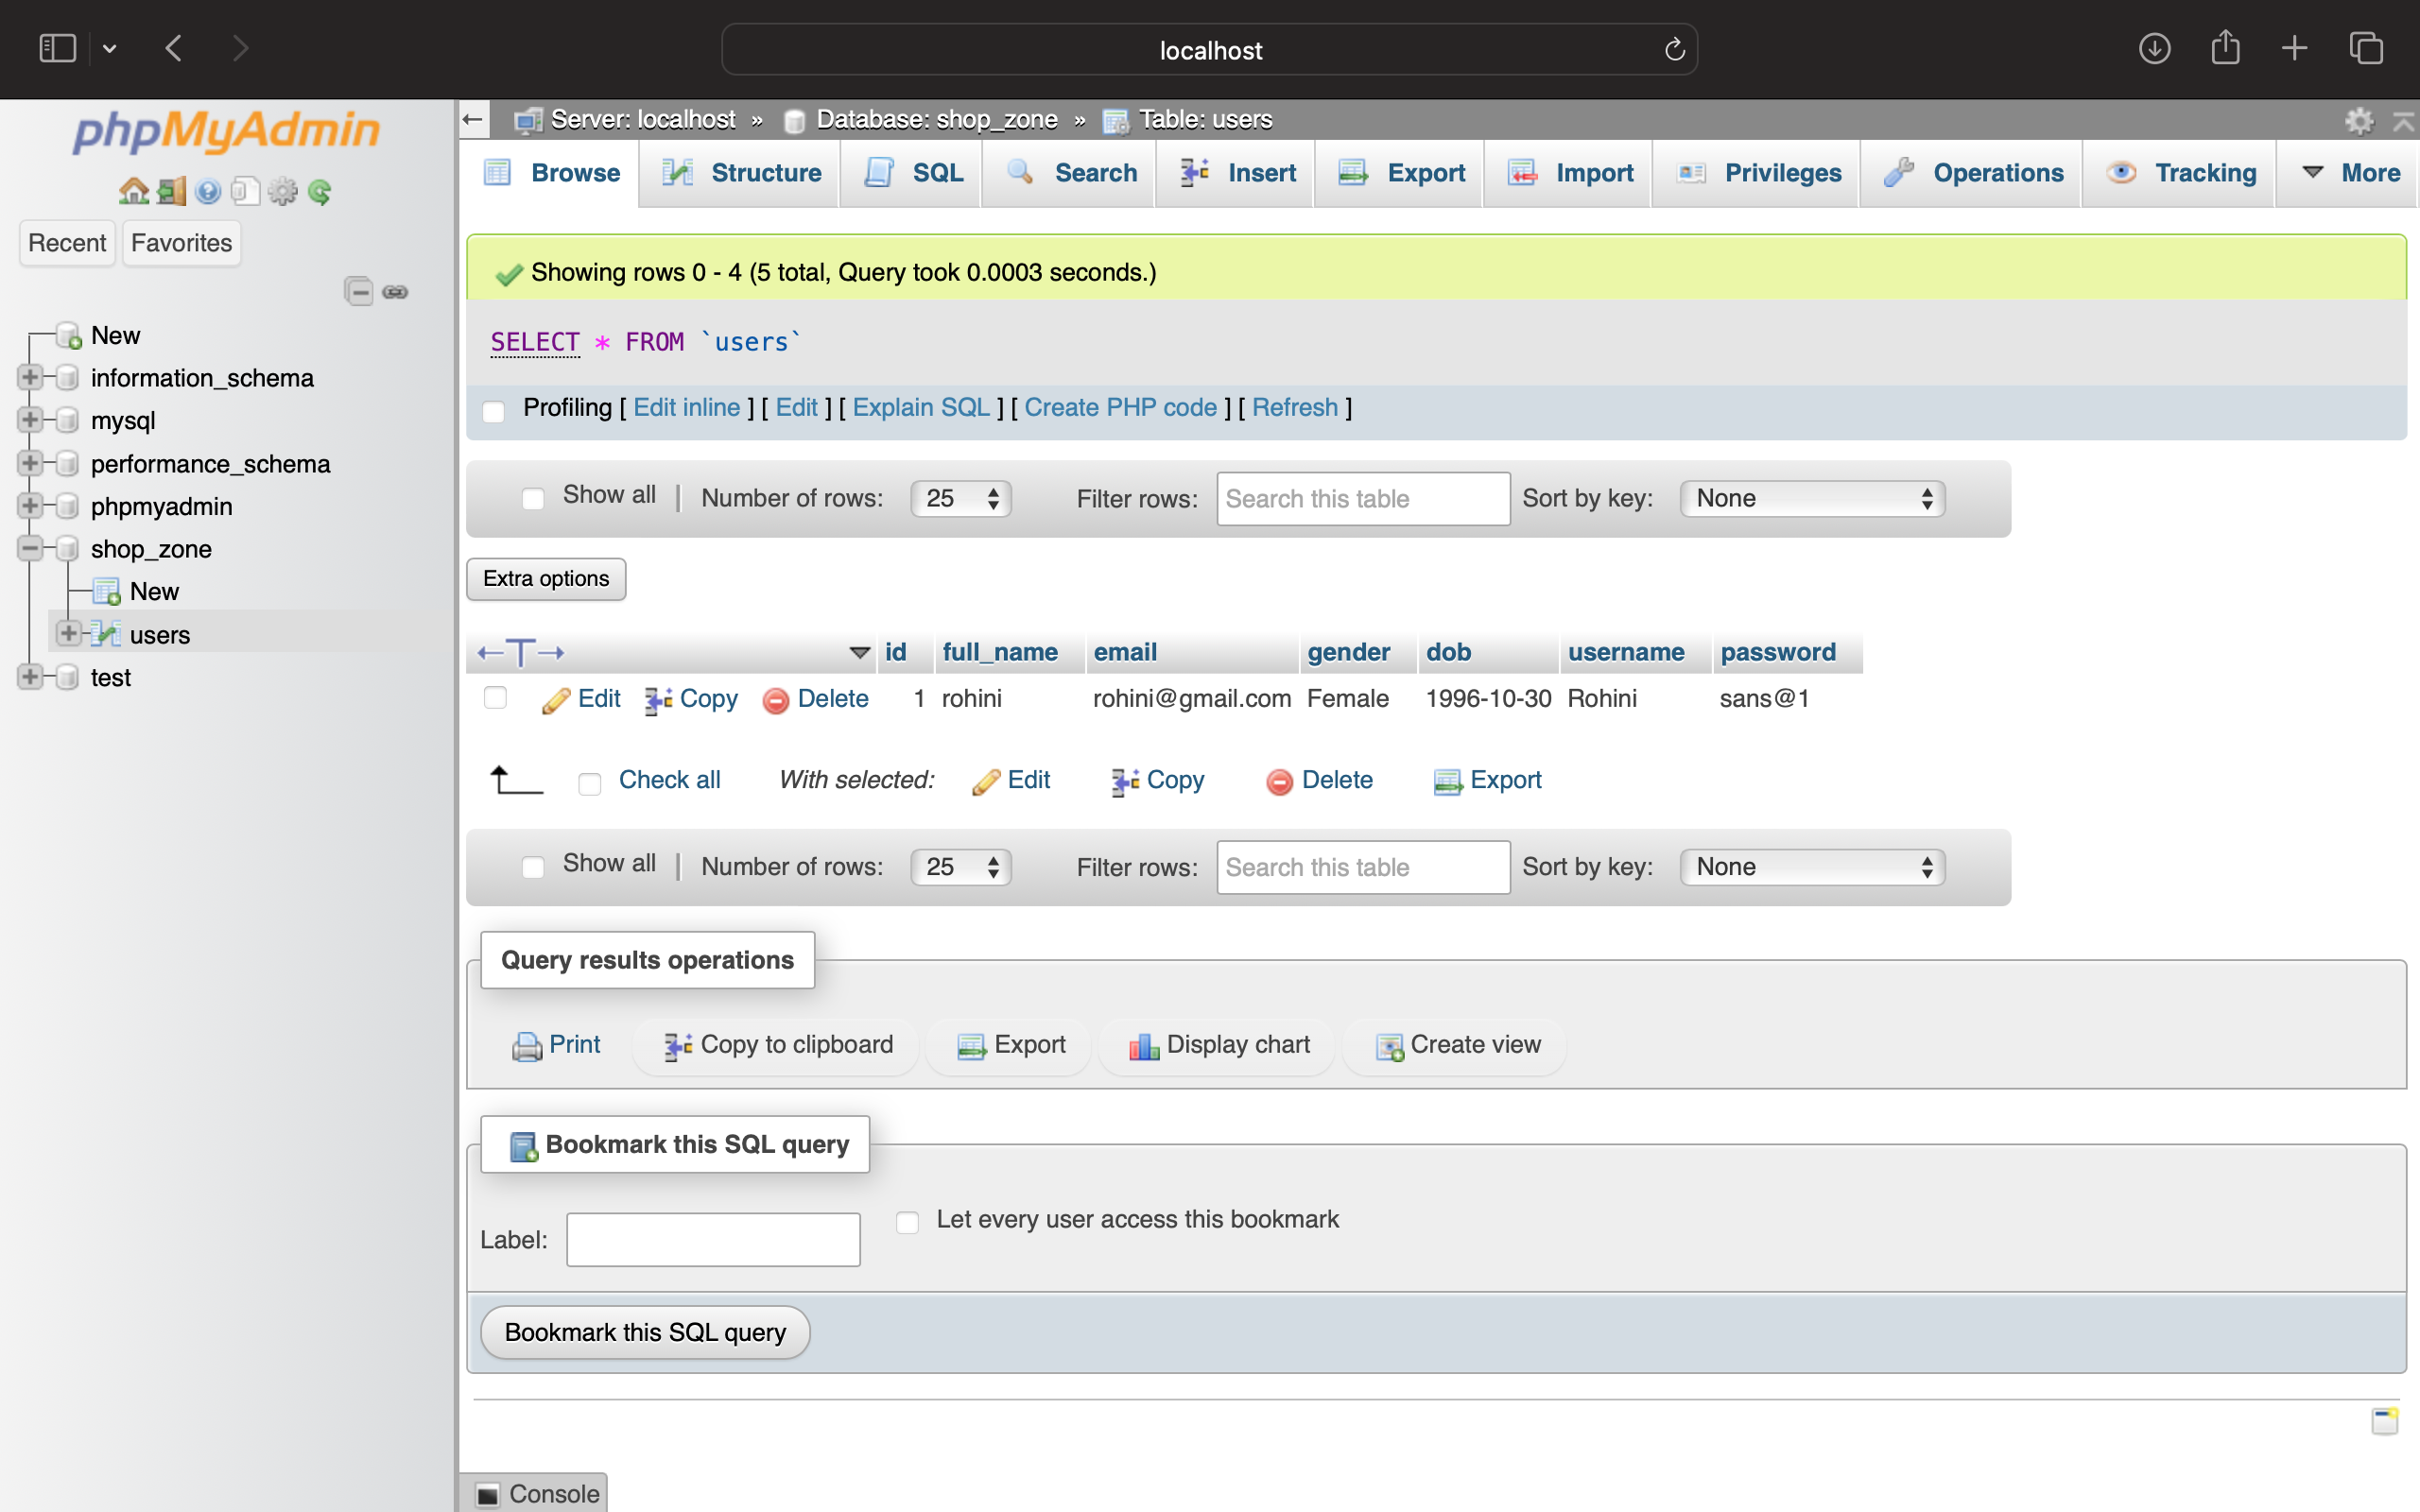 localhost
phpMyAdmin
Recent Favorites
New
information_schema
mysql
performance_schema
phpmyadmin
shop_zone
New
users
test
Server: localhost » Database: shop_zone » Table: users
Browse Structure SQL Search Insert Export Import Privileges Operations Tracking More
Showing rows 0 - 4 (5 total, Query took 0.0003 seconds.)
SELECT * FROM `users`
Profiling [ Edit inline ] [ Edit ] [ Explain SQL ] [ Create PHP code ] [ Refresh ]
Show all | Number of rows: 25 Filter rows: Search this table Sort by key: None
Extra options
←T→ id full_name email gender dob username password
Edit Copy Delete 1 rohini rohini@gmail.com Female 1996-10-30 Rohini sans@1
Check all With selected: Edit Copy Delete Export
Show all | Number of rows: 25 Filter rows: Search this table Sort by key: None
Query results operations
Print Copy to clipboard Export Display chart Create view
Bookmark this SQL query
Label: Let every user access this bookmark
Bookmark this SQL query
Console